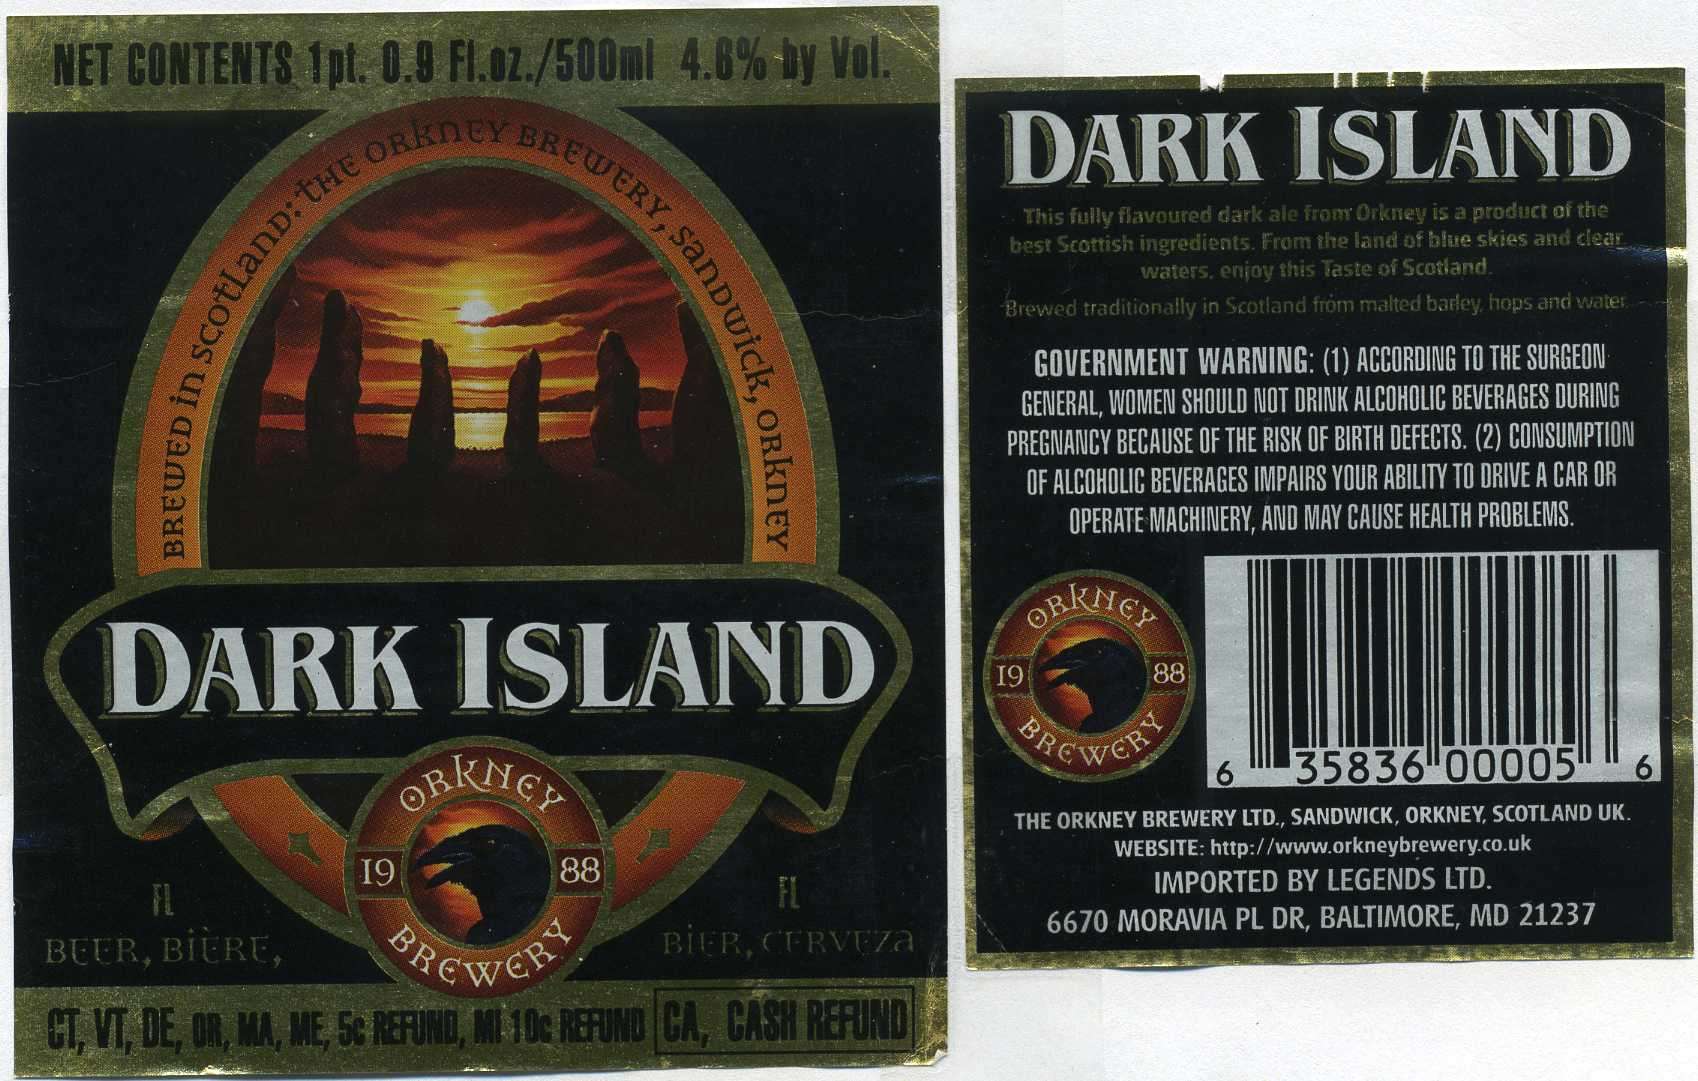 NET CONTENTS 1pt. 0.9 Fl.oz./500ml 4.6% by Vol.
BREWED in SCOTLAND: THE ORKNEY BREWERY, SANDWICK, ORKNEY
DARK ISLAND
ORKNEY
19 88
BREWERY
FL FL
BEER, BIÈRE, BIER, CERVEZA
CT, VT, DE, OR, MA, ME, 5c REFUND, MI 10c REFUND CA, CASH REFUND
DARK ISLAND
This fully flavoured dark ale from Orkney is a product of the
best Scottish ingredients. From the land of blue skies and clear
waters, enjoy this Taste of Scotland.
Brewed traditionally in Scotland from malted barley, hops and water.
GOVERNMENT WARNING: (1) ACCORDING TO THE SURGEON
GENERAL, WOMEN SHOULD NOT DRINK ALCOHOLIC BEVERAGES DURING
PREGNANCY BECAUSE OF THE RISK OF BIRTH DEFECTS. (2) CONSUMPTION
OF ALCOHOLIC BEVERAGES IMPAIRS YOUR ABILITY TO DRIVE A CAR OR
OPERATE MACHINERY, AND MAY CAUSE HEALTH PROBLEMS.
ORKNEY
19 88
BREWERY
6 35836 00005 6
THE ORKNEY BREWERY LTD., SANDWICK, ORKNEY, SCOTLAND UK.
WEBSITE: http://www.orkneybrewery.co.uk
IMPORTED BY LEGENDS LTD.
6670 MORAVIA PL DR, BALTIMORE, MD 21237